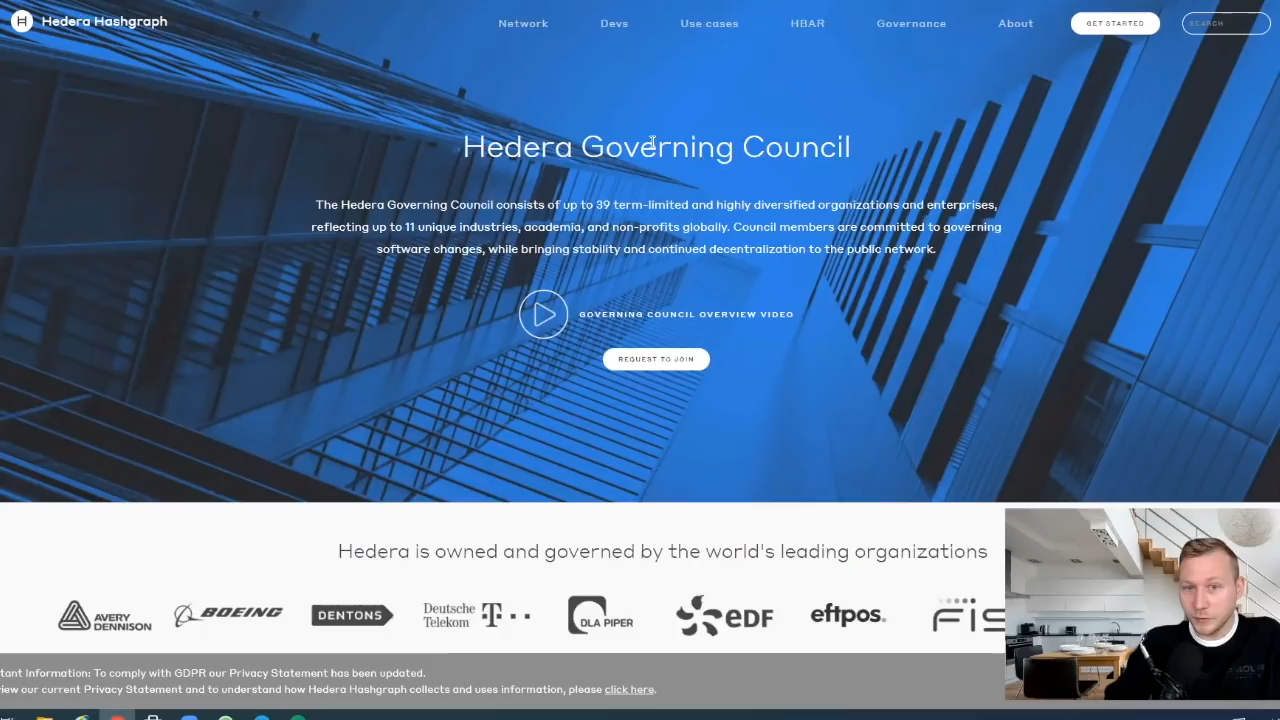 Hedera Hashgraph
Network Devs Use cases HBAR Governance About GET STARTED SEARCH
Hedera Governing Council
The Hedera Governing Council consists of up to 39 term-limited and highly diversified organizations and enterprises,
reflecting up to 11 unique industries, academia, and non-profits globally. Council members are committed to governing
software changes, while bringing stability and continued decentralization to the public network.
GOVERNING COUNCIL OVERVIEW VIDEO
REQUEST TO JOIN
Hedera is owned and governed by the world's leading organizations
AVERY DENNISON
BOEING
DENTONS
Deutsche Telekom T
DLA PIPER
eDF
eftpos
FIS
tant Information: To comply with GDPR our Privacy Statement has been updated.
iew our current Privacy Statement and to understand how Hedera Hashgraph collects and uses information, please click here.